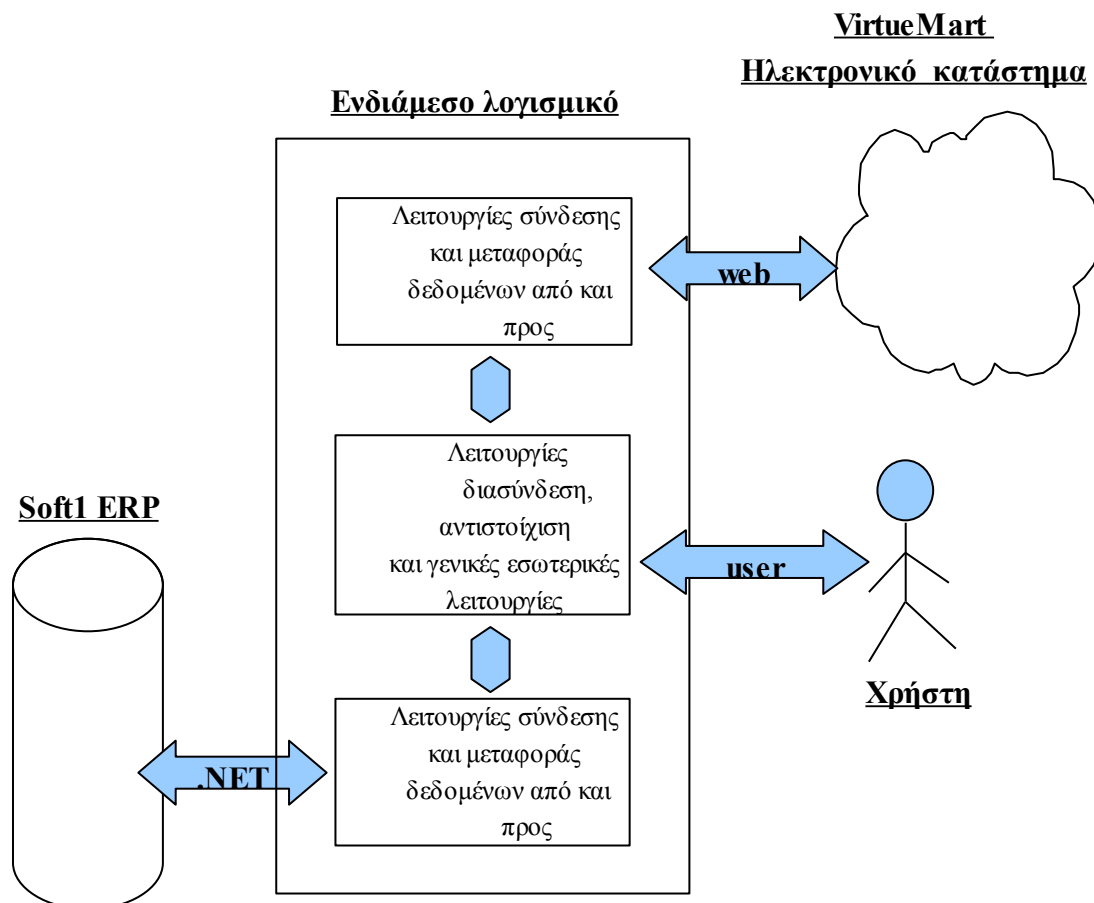 VirtueMart
Ηλεκτρονικό κατάστημα
Ενδιάμεσο λογισμικό
Λειτουργίες σύνδεσης
και μεταφοράς
δεδομένων από και
προς
web
Λειτουργίες
διασύνδεση,
αντιστοίχιση
και γενικές εσωτερικές
λειτουργίες
user
Χρήστη
Soft1 ERP
.NET
Λειτουργίες σύνδεσης
και μεταφοράς
δεδομένων από και
προς